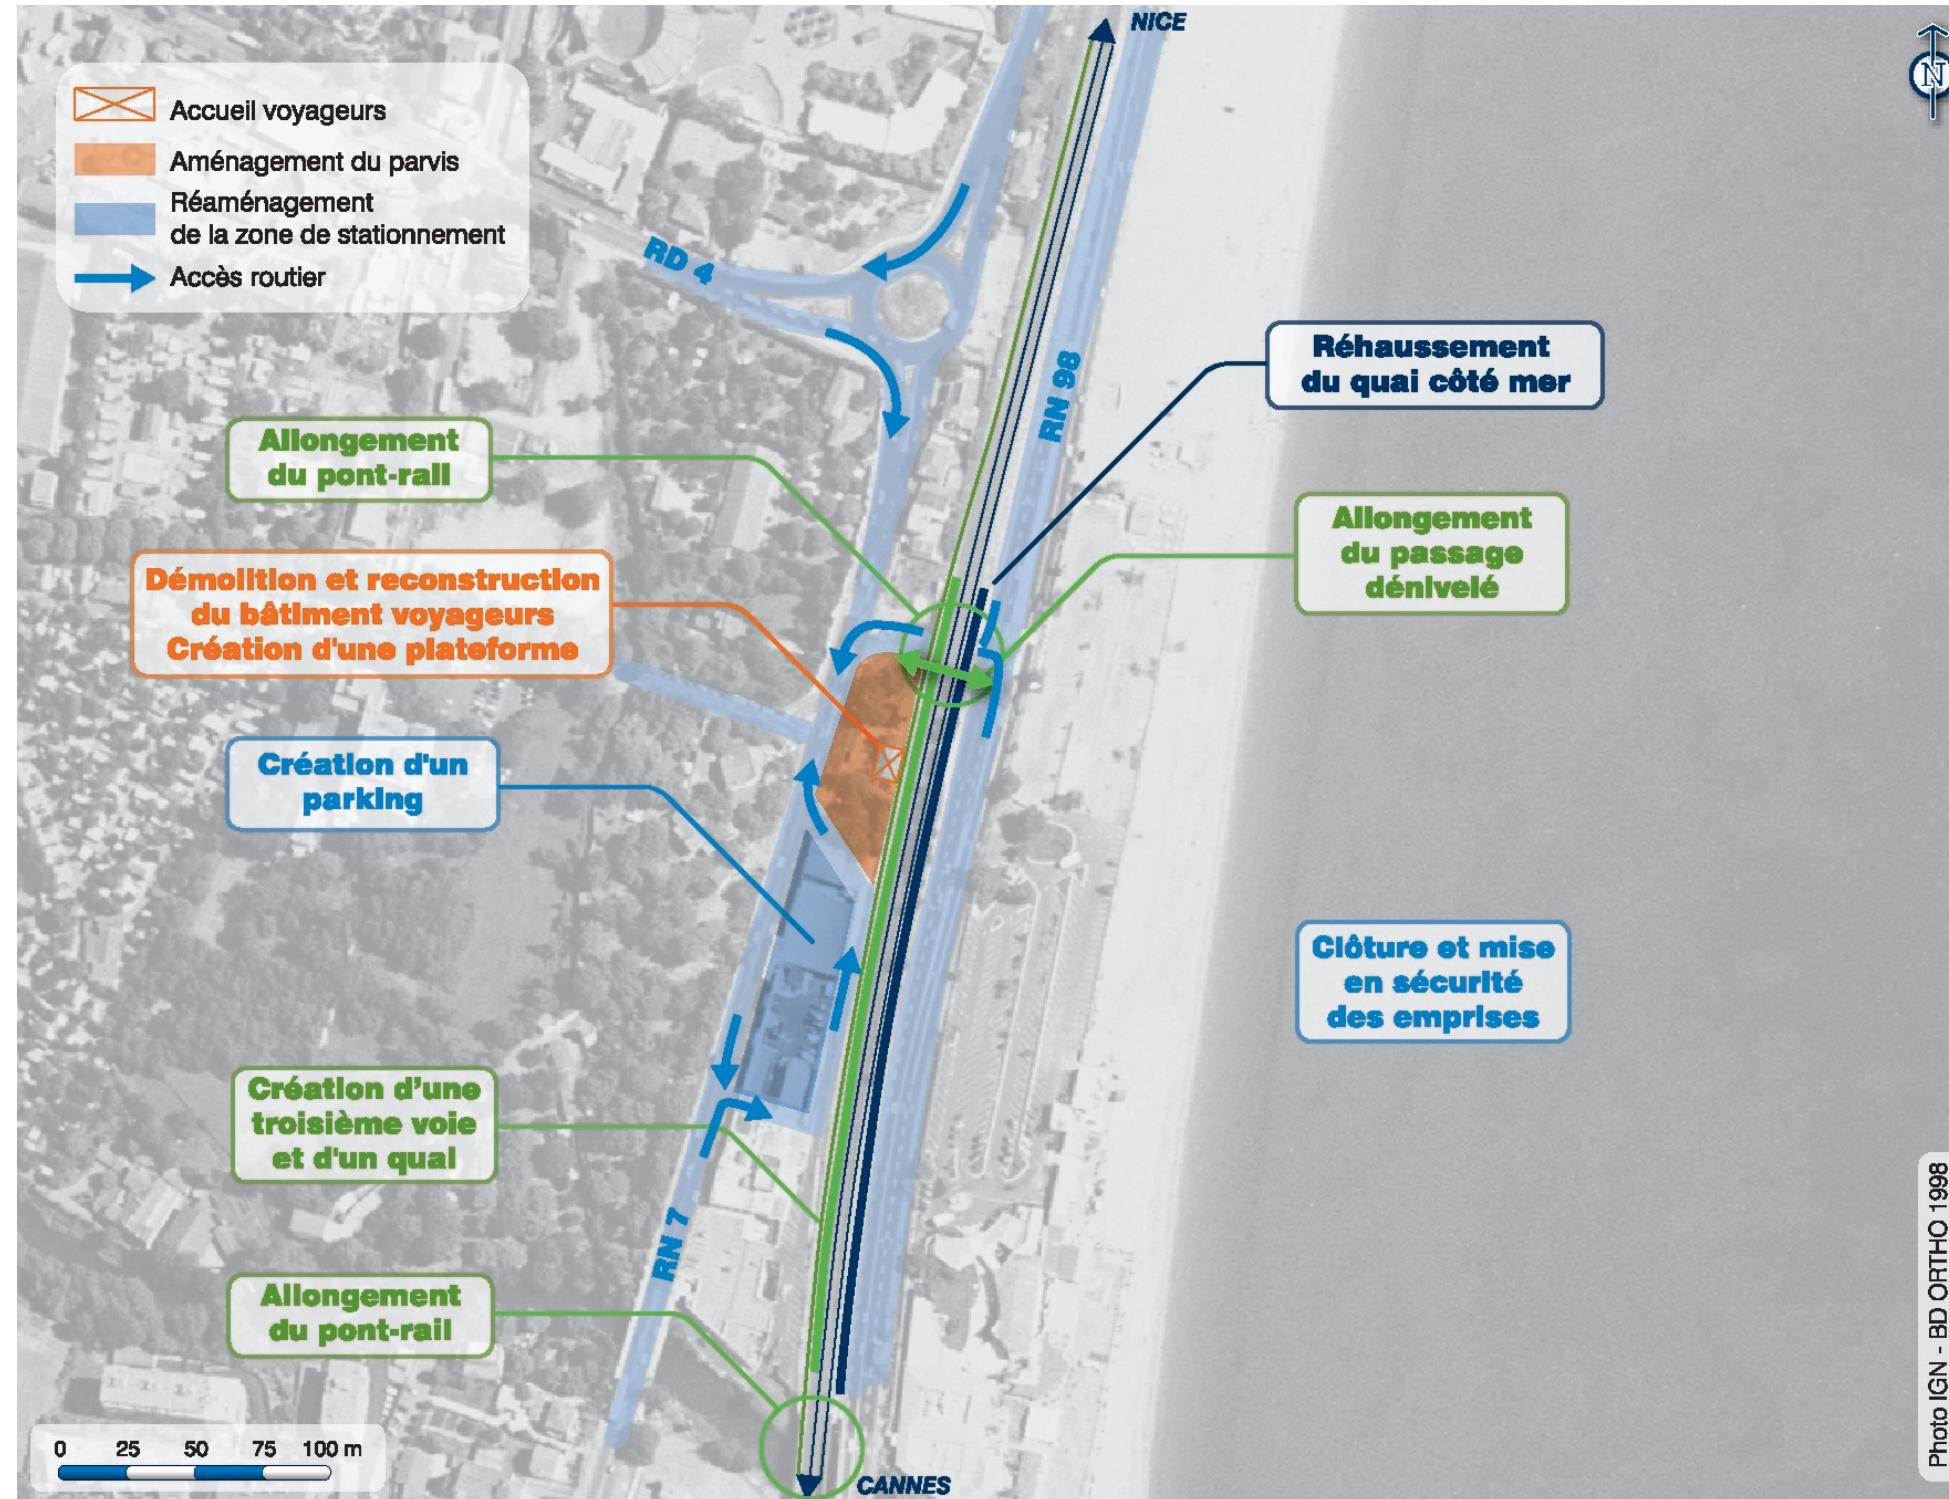 NICE
N
Accueil voyageurs
Aménagement du parvis
Réaménagement
de la zone de stationnement
Accès routier
RD 4
RN 98
Réhaussement
du quai côté mer
Allongement
du pont-rail
Allongement
du passage
dénivelé
Démolition et reconstruction
du bâtiment voyageurs
Création d'une plateforme
Création d'un
parking
Clôture et mise
en sécurité
des emprises
Création d'une
troisième voie
et d'un quai
RN 7
Allongement
du pont-rail
0 25 50 75 100 m
CANNES
Photo IGN - BD ORTHO 1998